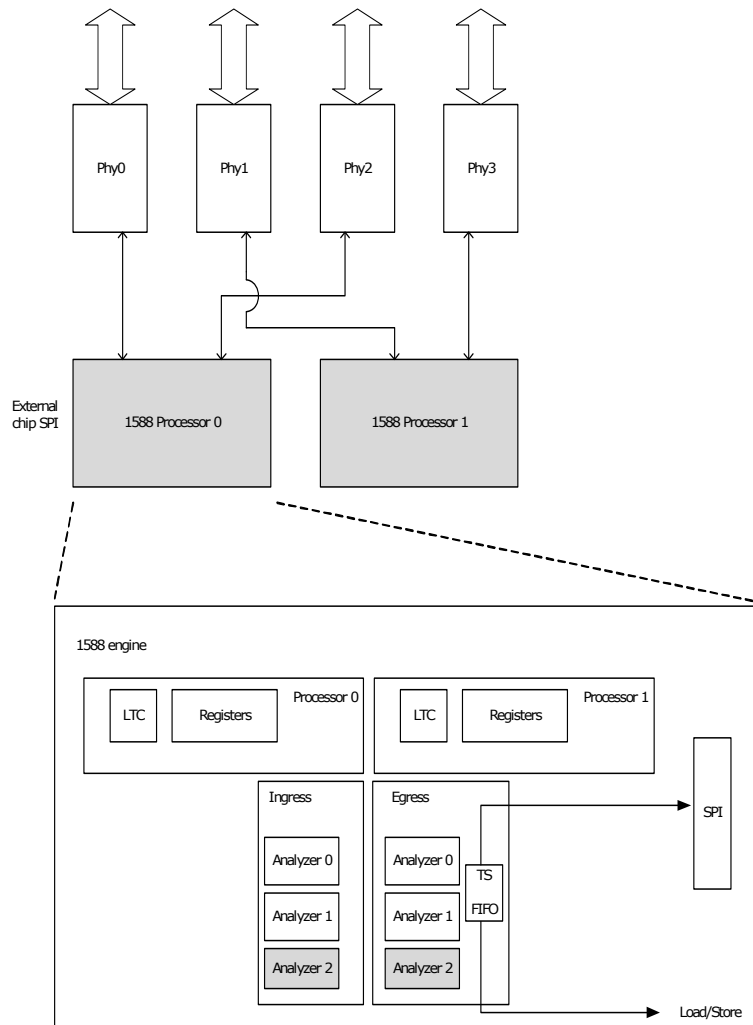 Phy0
Phy1
Phy2
Phy3
External
chip SPI
1588 Processor 0
1588 Processor 1
1588 engine
Processor 0
LTC
Registers
Processor 1
LTC
Registers
Ingress
Analyzer 0
Analyzer 1
Analyzer 2
Egress
Analyzer 0
Analyzer 1
Analyzer 2
TS
FIFO
SPI
Load/Store